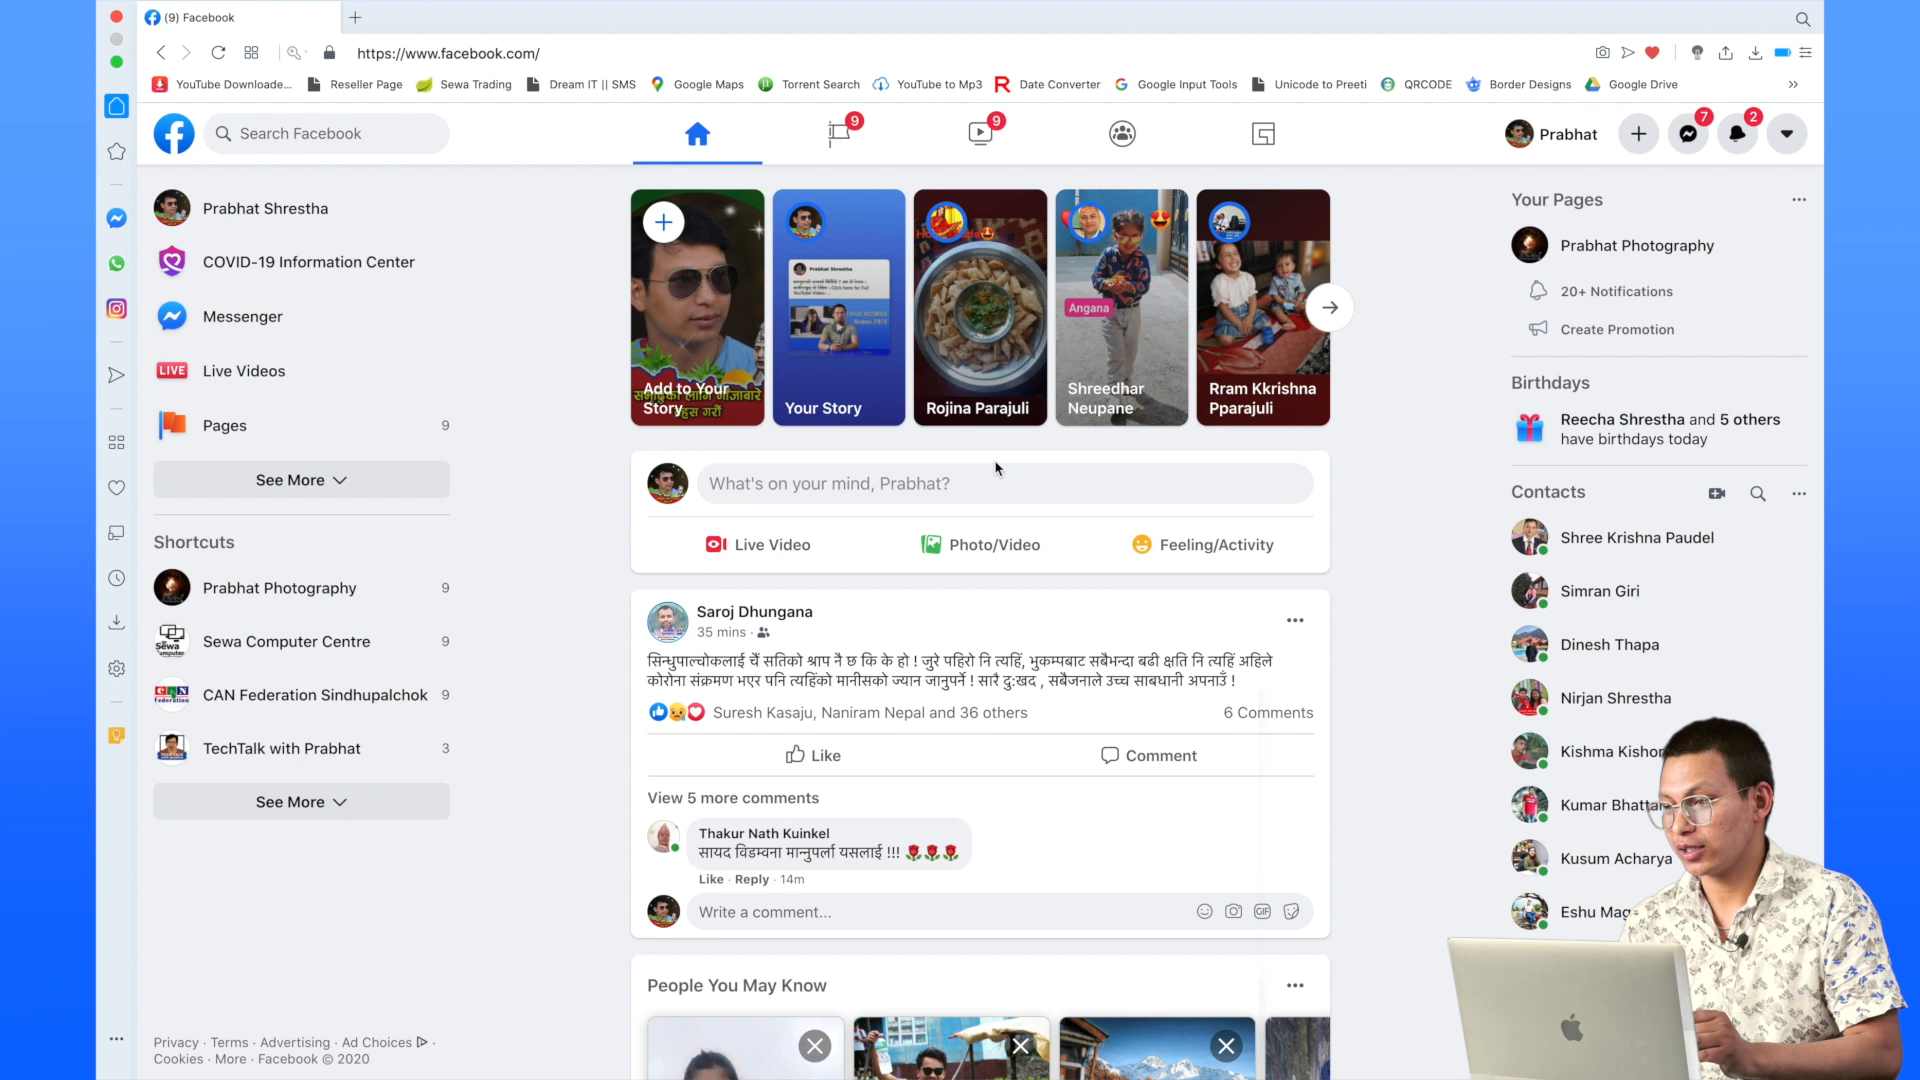 (9) Facebook
https://www.facebook.com/
YouTube Downloade...
Reseller Page
Sewa Trading
Dream IT || SMS
Google Maps
Torrent Search
YouTube to Mp3
Date Converter
Google Input Tools
Unicode to Preeti
QRCODE
Border Designs
Google Drive
Search Facebook
9
9
Prabhat
7
2
Prabhat Shrestha
COVID-19 Information Center
Messenger
LIVE
Live Videos
Pages
9
See More
Shortcuts
Prabhat Photography
9
Sewa Computer Centre
9
CAN Federation Sindhupalchok
9
TechTalk with Prabhat
3
See More
Privacy · Terms · Advertising · Ad Choices
Cookies · More · Facebook © 2020
Add to Your
Story
Prabhat Shrestha
Your Story
Rojina Parajuli
Angana
Shreedhar
Neupane
Rram Kkrishna
Pparajuli
What's on your mind, Prabhat?
Live Video
Photo/Video
Feeling/Activity
Saroj Dhungana
35 mins ·
सिन्धुपाल्चोकलाई चैं सतिको श्राप नै छ कि के हो ! जुरे पहिरो नि त्यहिं, भुकम्पबाट सबैभन्दा बढी क्षति नि त्यहिं अहिले
कोरोना संक्रमण भएर पनि त्यहिंको मानीसको ज्यान जानुपर्ने ! सारै दुःखद , सबैजनाले उच्च साबधानी अपनाउँ !
Suresh Kasaju, Naniram Nepal and 36 others
6 Comments
Like
Comment
View 5 more comments
Thakur Nath Kuinkel
सायद विडम्वना मान्नुपर्ला यसलाई !!!
Like · Reply · 14m
Write a comment...
GIF
People You May Know
Your Pages
Prabhat Photography
20+ Notifications
Create Promotion
Birthdays
Reecha Shrestha and 5 others
have birthdays today
Contacts
Shree Krishna Paudel
Simran Giri
Dinesh Thapa
Nirjan Shrestha
Kishma Kishor
Kumar Bhattar
Kusum Acharya
Eshu Mag